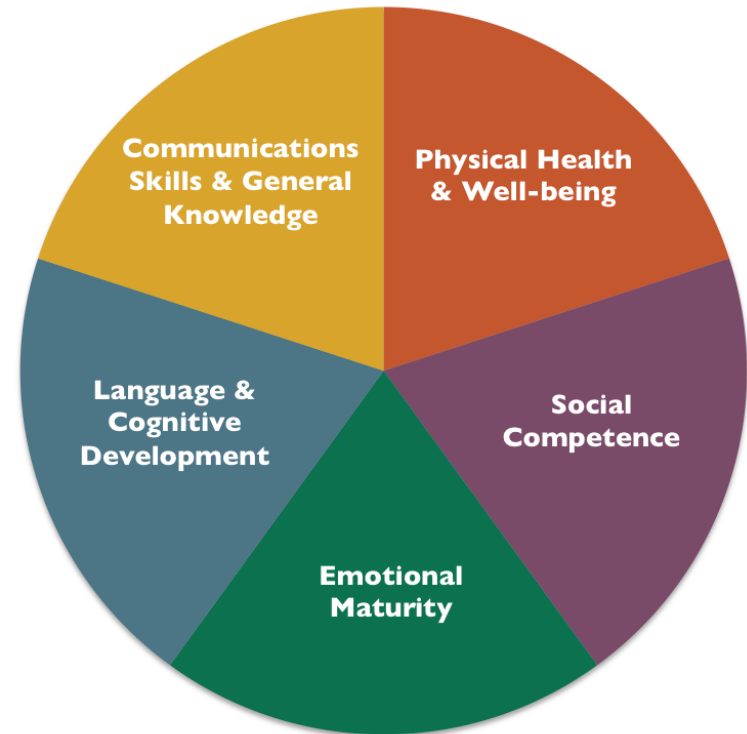 Communications
Skills & General
Knowledge
Physical Health
& Well-being
Language &
Cognitive
Development
Social
Competence
Emotional
Maturity